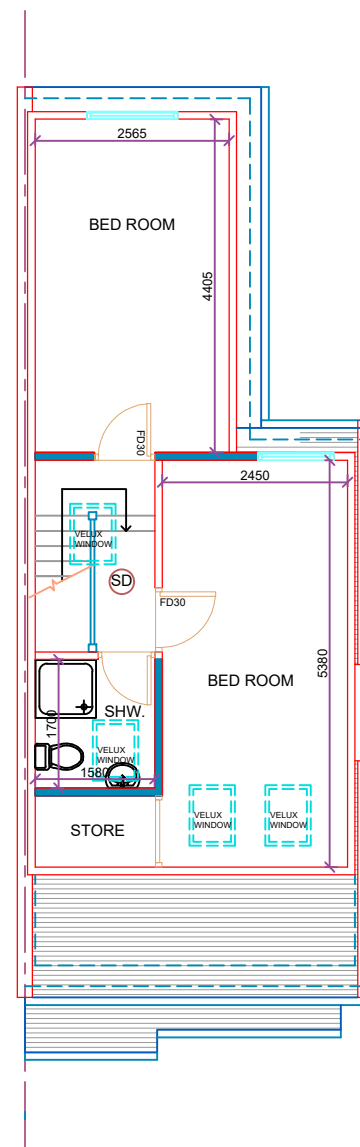 2565
BED ROOM
4405
FD30
2450
VELUX
WINDOW
SD
FD30
BED ROOM
5380
1700
SHW.
VELUX
WINDOW
1580
VELUX
WINDOW
VELUX
WINDOW
STORE